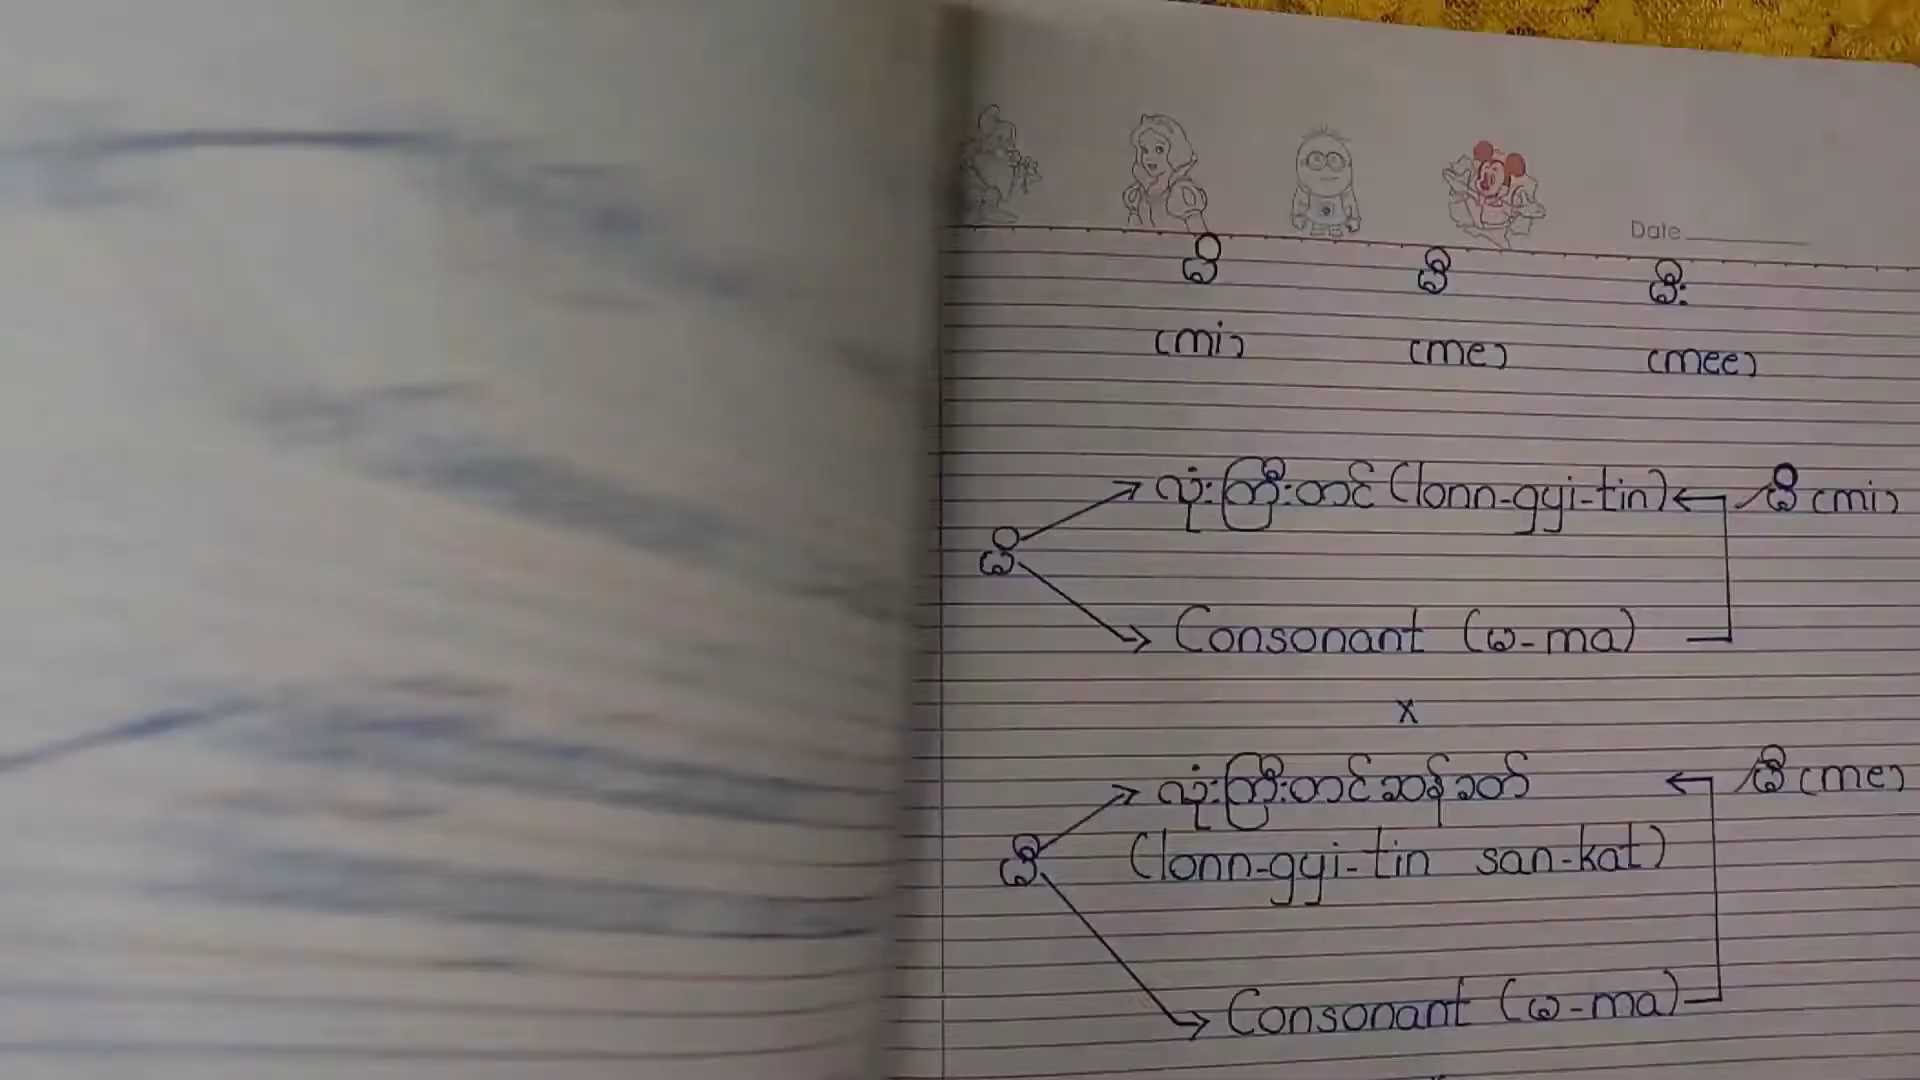 Date
မိ မီ မီး
(mi) (me) (mee)
လုံးကြီးတင် (lonn-gyi-tin) မိ (mi)
မိ
Consonant (မ-ma)
x
လုံးကြီးတင်ဆန်ခတ် မီ (me)
မီ (lonn-gyi-tin san-kat)
Consonant (မ-ma)